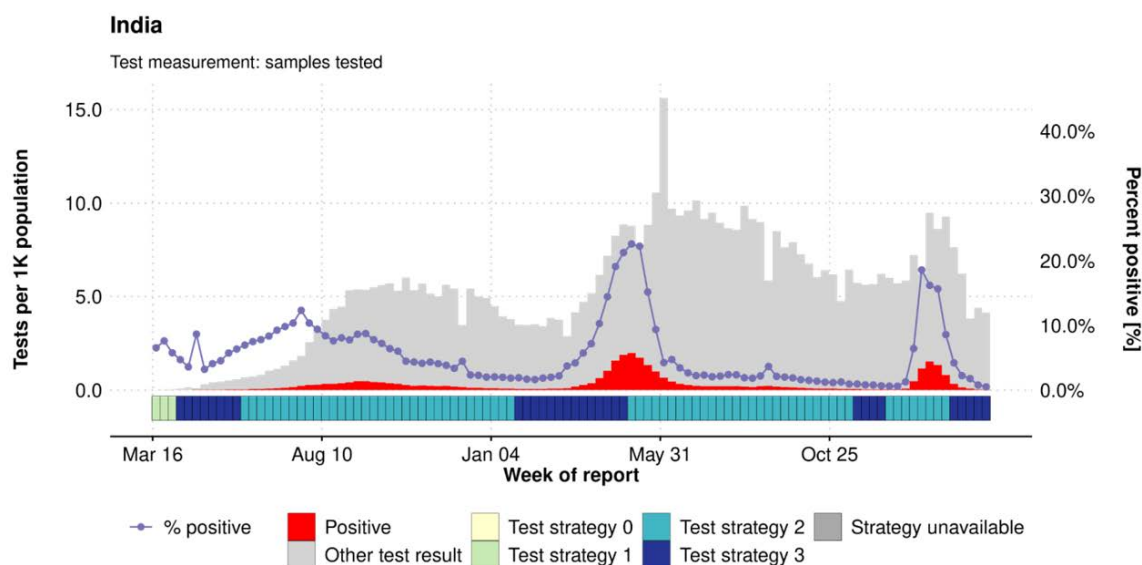 India
Test measurement: samples tested
Tests per 1K population
15.0
10.0
5.0
0.0
40.0%
30.0%
20.0%
10.0%
0.0%
Percent positive [%]
Mar 16 Aug 10 Jan 04 May 31 Oct 25
Week of report
% positive Positive Test strategy 0 Test strategy 2 Strategy unavailable
Other test result Test strategy 1 Test strategy 3